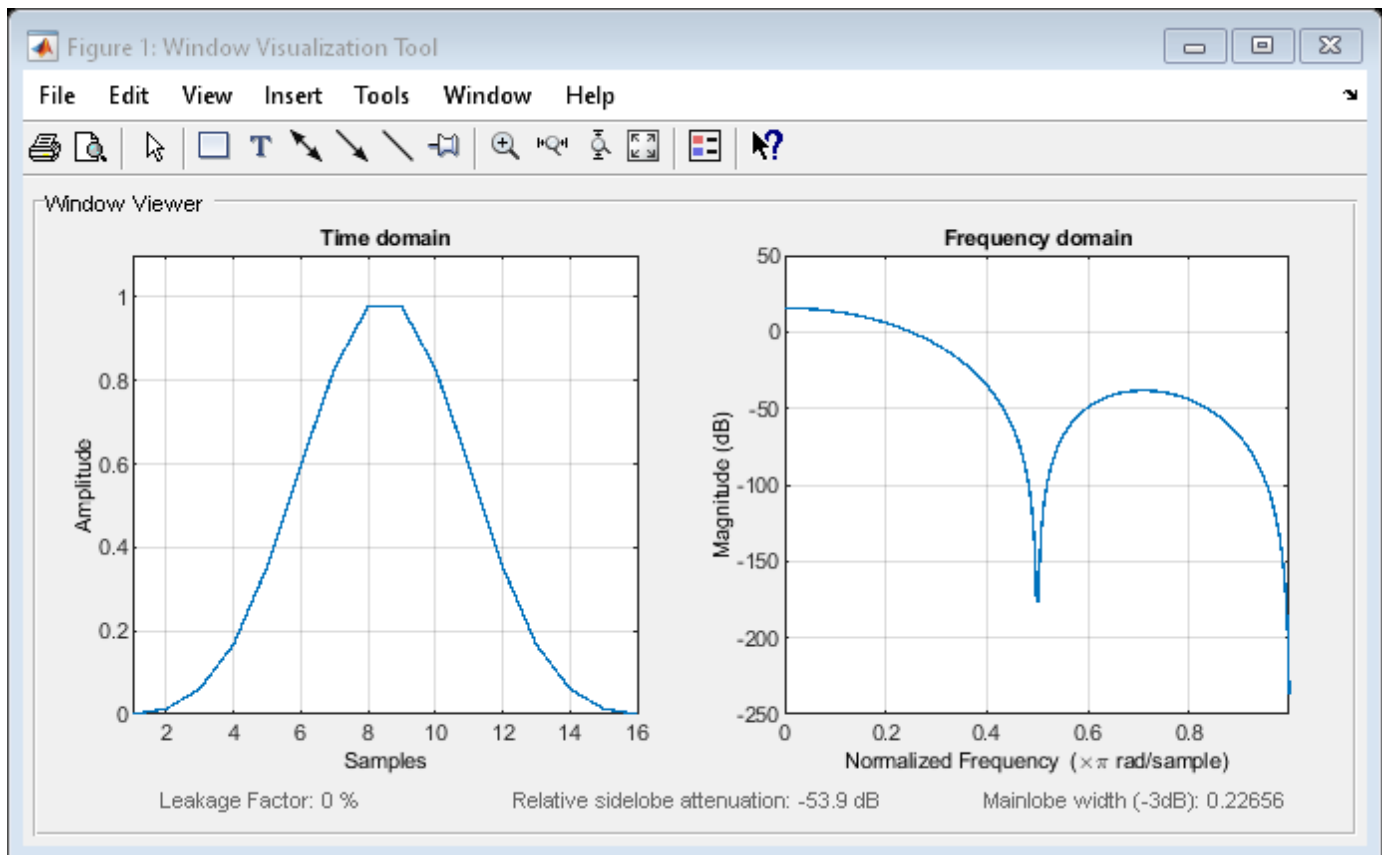 Figure 1: Window Visualization Tool
File Edit View Insert Tools Window Help
T
Window Viewer
Time domain
1
0.8
0.6
0.4
0.2
0
2 4 6 8 10 12 14 16
Amplitude
Samples
Frequency domain
50
0
-50
-100
-150
-200
-250
0 0.2 0.4 0.6 0.8
Magnitude (dB)
Normalized Frequency (×π rad/sample)
Leakage Factor: 0 % Relative sidelobe attenuation: -53.9 dB Mainlobe width (-3dB): 0.22656